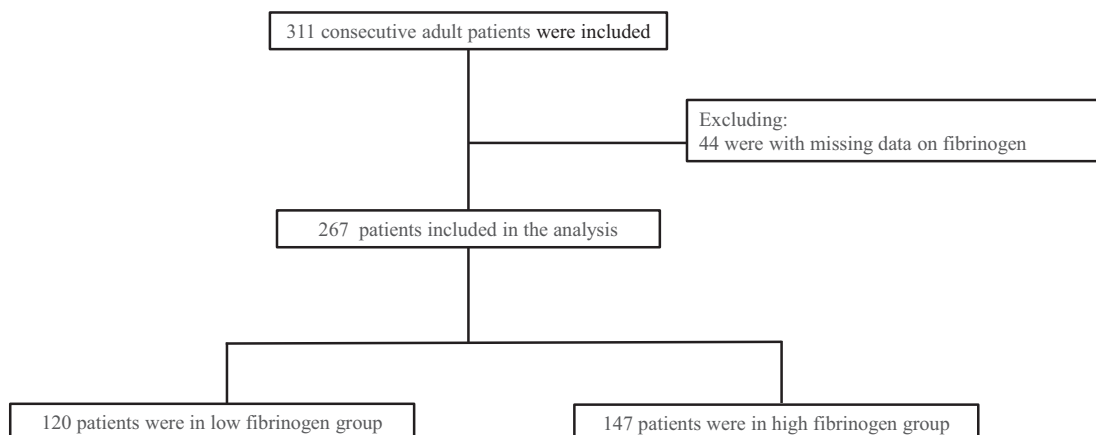 311 consecutive adult patients were included
Excluding:
44 were with missing data on fibrinogen
267 patients included in the analysis
120 patients were in low fibrinogen group
147 patients were in high fibrinogen group